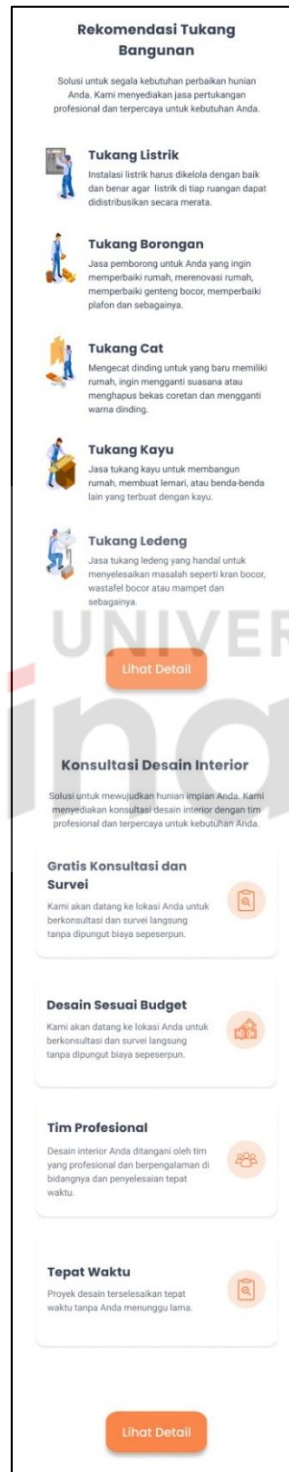 Rekomendasi Tukang
Bangunan
Solusi untuk segala kebutuhan perbaikan hunian
Anda. Kami menyediakan jasa pertukangan
profesional dan terpercaya untuk kebutuhan Anda.
Tukang Listrik
Instalasi listrik harus dikelola dengan baik
dan benar agar listrik di tiap ruangan dapat
didistribusikan secara merata.
Tukang Borongan
Jasa pemborong untuk Anda yang ingin
memperbaiki rumah, merenovasi rumah,
memperbaiki genteng bocor, memperbaiki
plafon dan sebagainya.
Tukang Cat
Mengecat dinding untuk yang baru memiliki
rumah, ingin mengganti suasana atau
menghapus bekas coretan dan mengganti
warna dinding.
Tukang Kayu
Jasa tukang kayu untuk membangun
rumah, membuat lemari, atau benda-benda
lain yang terbuat dengan kayu.
Tukang Ledeng
Jasa tukang ledeng yang handal untuk
menyelesaikan masalah seperti kran bocor,
wastafel bocor atau mampet dan
sebagainya.
UNIVER
Lihat Detail
ina
Konsultasi Desain Interior
Solusi untuk mewujudkan hunian impian Anda. Kami
menyediakan konsultasi desain interior dengan tim
profesional dan terpercaya untuk kebutuhan Anda.
Gratis Konsultasi dan
Survei
Kami akan datang ke lokasi Anda untuk
berkonsultasi dan survei langsung
tanpa dipungut biaya sepeserpun.
Desain Sesuai Budget
Kami akan datang ke lokasi Anda untuk
berkonsultasi dan survei langsung
tanpa dipungut biaya sepeserpun.
Tim Profesional
Desain interior Anda ditangani oleh tim
yang profesional dan berpengalaman di
bidangnya dan penyelesaian tepat
waktu.
Tepat Waktu
Proyek desain terselesaikan tepat
waktu tanpa Anda menunggu lama.
Lihat Detail